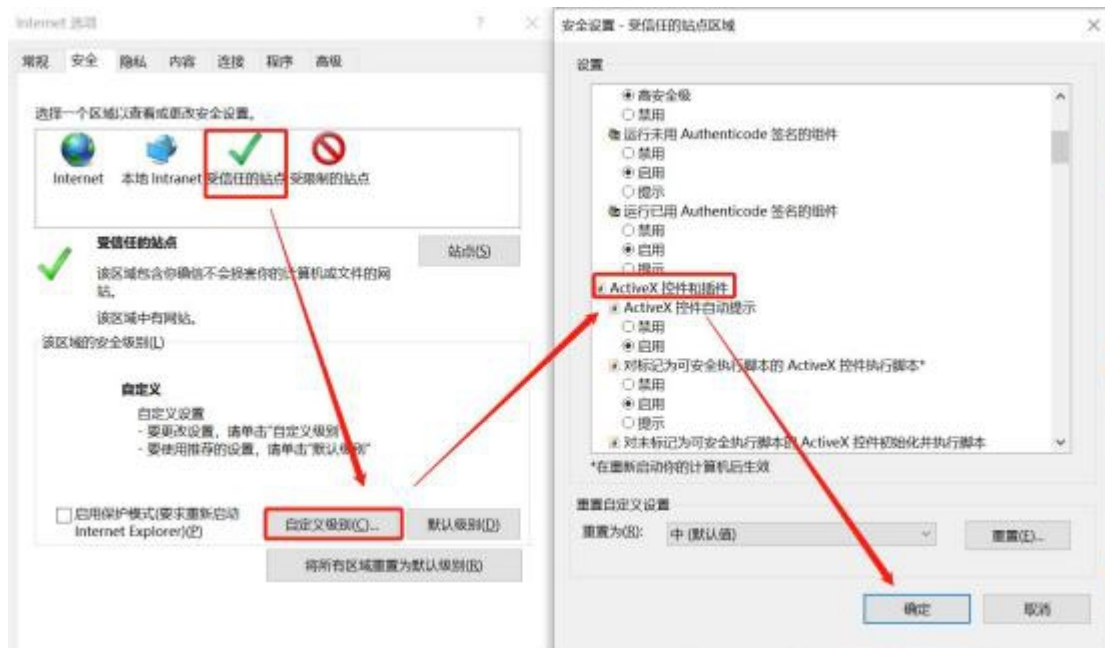 Internet 选项
常规 安全 隐私 内容 连接 程序 高级
选择一个区域以查看或更改安全设置。
Internet 本地 Intranet 受信任的站点 受限制的站点
受信任的站点
站点(S)
该区域包含你确信不会损害你的计算机或文件的网
站。
该区域中有网站。
该区域的安全级别(L)
自定义
自定义设置
- 要更改设置，请单击"自定义级别"
- 要使用推荐的设置，请单击"默认级别"
启用保护模式(要求重新启动
Internet Explorer)(P)
自定义级别(C)...
默认级别(D)
将所有区域重置为默认级别(R)
安全设置 - 受信任的站点区域
设置
高安全级
禁用
运行未用 Authenticode 签名的组件
禁用
启用
提示
运行已用 Authenticode 签名的组件
禁用
启用
提示
ActiveX 控件和插件
ActiveX 控件自动提示
禁用
启用
对标记为可安全执行脚本的 ActiveX 控件执行脚本*
禁用
启用
提示
对未标记为可安全执行脚本的 ActiveX 控件初始化并执行脚本
*在重新启动你的计算机后生效
重置自定义设置
重置为(R):
中 (默认值)
重置(E)...
确定
取消